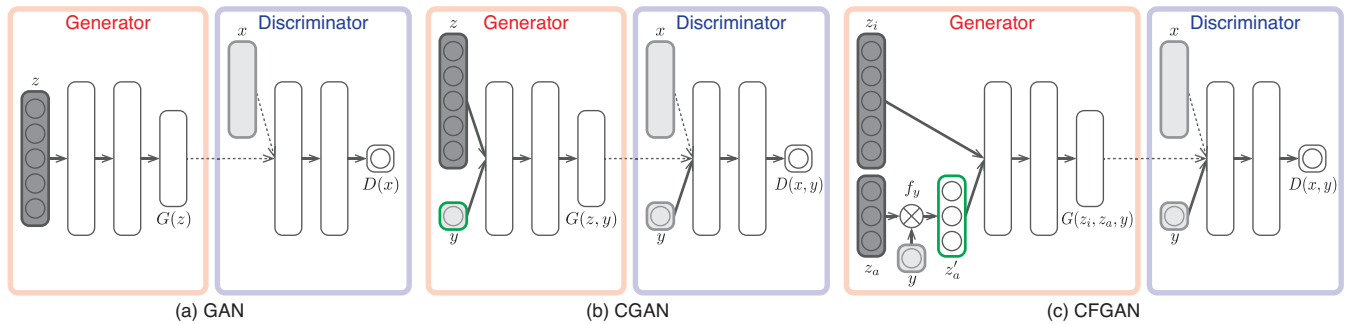 Generator
Discriminator
z
G(z)
x
D(x)
(a) GAN
Generator
Discriminator
z
y
G(z, y)
x
y
D(x, y)
(b) CGAN
Generator
Discriminator
z_i
z_a
f_y
y
z'_a
G(z_i, z_a, y)
x
y
D(x, y)
(c) CFGAN